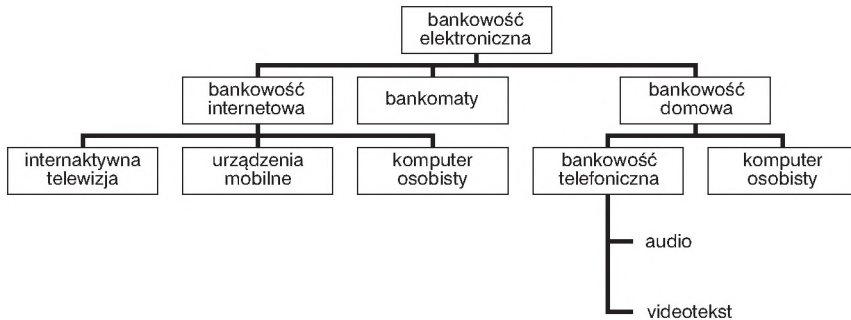 bankowość
elektroniczna
bankowość
internetowa
bankomaty
bankowość
domowa
internaktywna
telewizja
urządzenia
mobilne
komputer
osobisty
bankowość
telefoniczna
komputer
osobisty
audio
videotekst